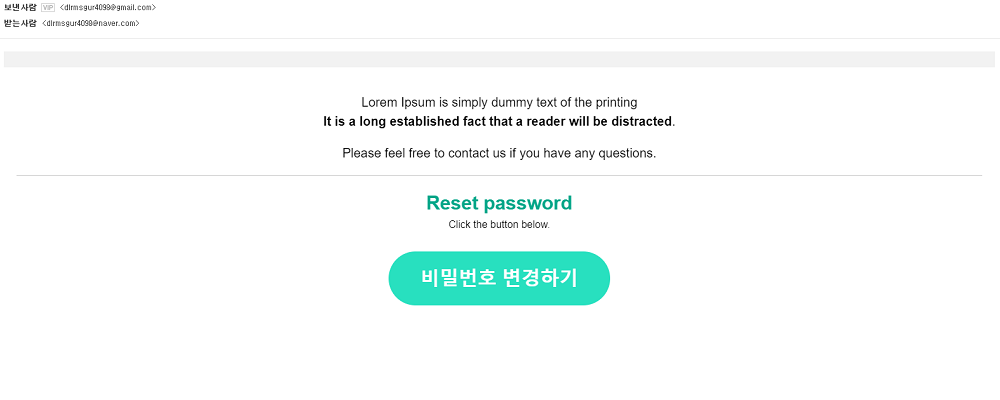 보낸사람 VIP <dlrmsgur4098@gmail.com>
받는사람 <dlrmsgur4098@naver.com>
Lorem Ipsum is simply dummy text of the printing
It is a long established fact that a reader will be distracted.
Please feel free to contact us if you have any questions.
Reset password
Click the button below.
비밀번호 변경하기